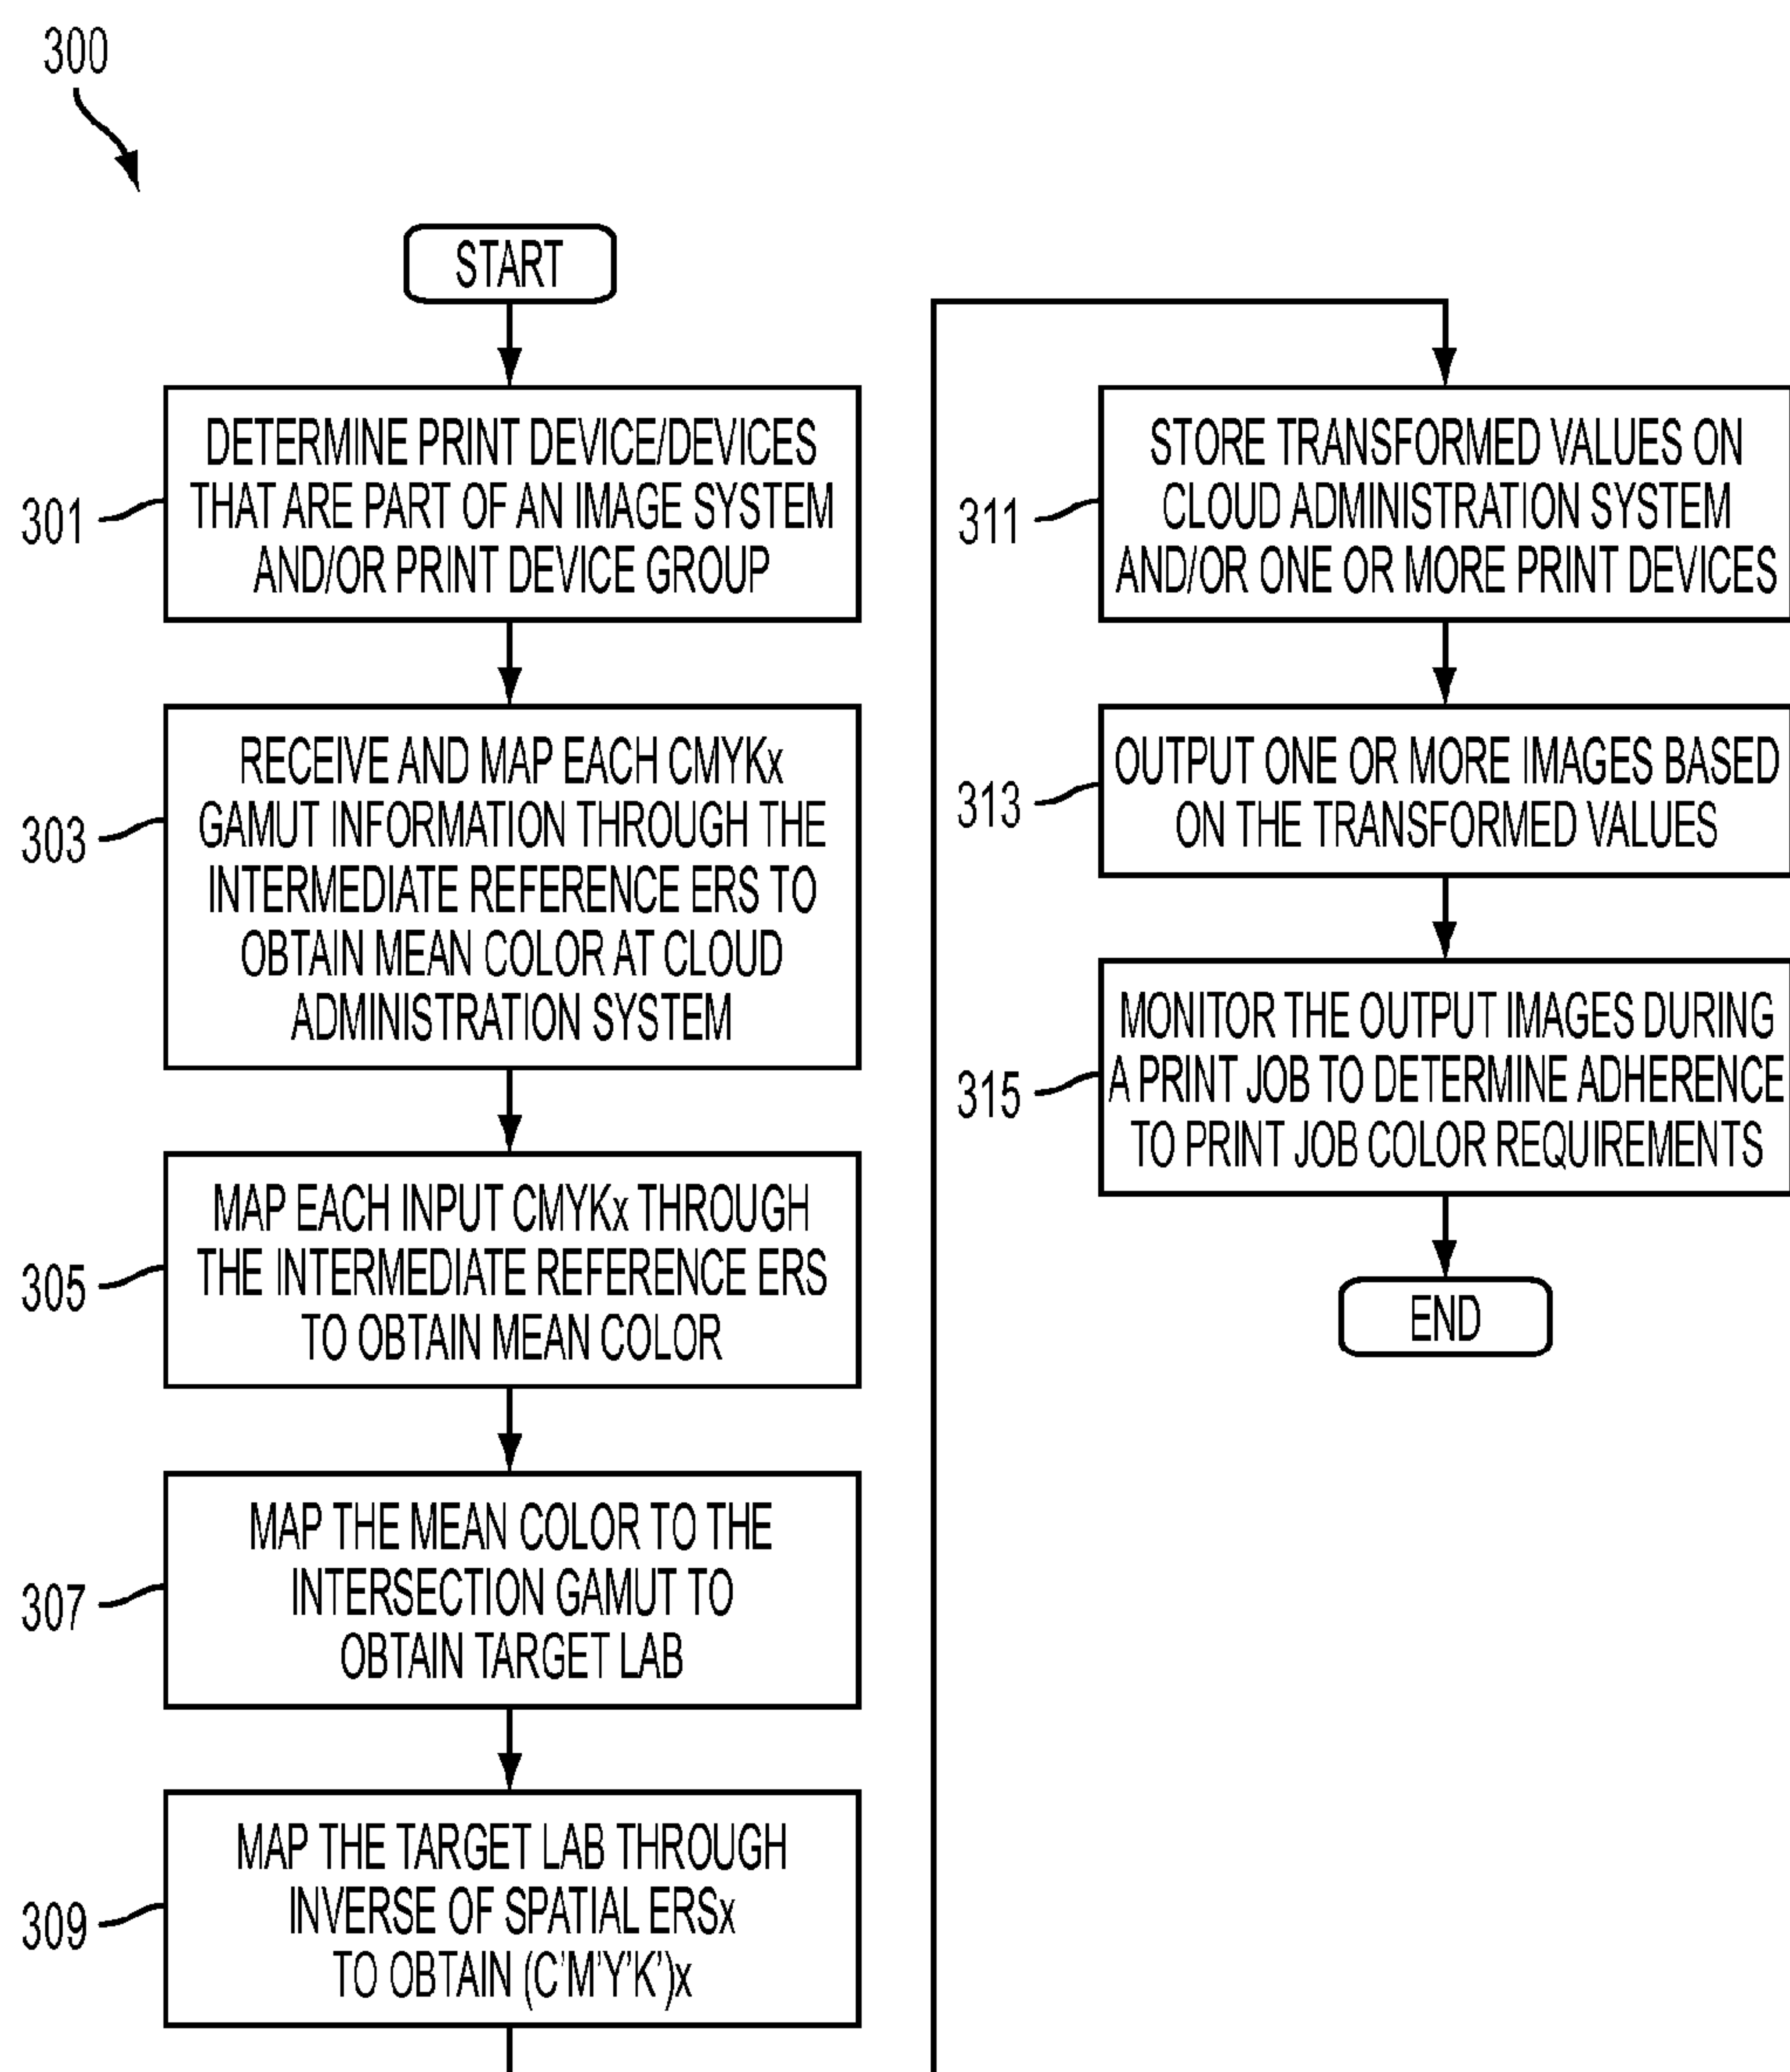 300
START
301
DETERMINE PRINT DEVICE/DEVICES
THAT ARE PART OF AN IMAGE SYSTEM
AND/OR PRINT DEVICE GROUP
303
RECEIVE AND MAP EACH CMYKx
GAMUT INFORMATION THROUGH THE
INTERMEDIATE REFERENCE ERS TO
OBTAIN MEAN COLOR AT CLOUD
ADMINISTRATION SYSTEM
305
MAP EACH INPUT CMYKx THROUGH
THE INTERMEDIATE REFERENCE ERS
TO OBTAIN MEAN COLOR
307
MAP THE MEAN COLOR TO THE
INTERSECTION GAMUT TO
OBTAIN TARGET LAB
309
MAP THE TARGET LAB THROUGH
INVERSE OF SPATIAL ERSx
TO OBTAIN (C'M'Y'K')x
311
STORE TRANSFORMED VALUES ON
CLOUD ADMINISTRATION SYSTEM
AND/OR ONE OR MORE PRINT DEVICES
313
OUTPUT ONE OR MORE IMAGES BASED
ON THE TRANSFORMED VALUES
315
MONITOR THE OUTPUT IMAGES DURING
A PRINT JOB TO DETERMINE ADHERENCE
TO PRINT JOB COLOR REQUIREMENTS
END